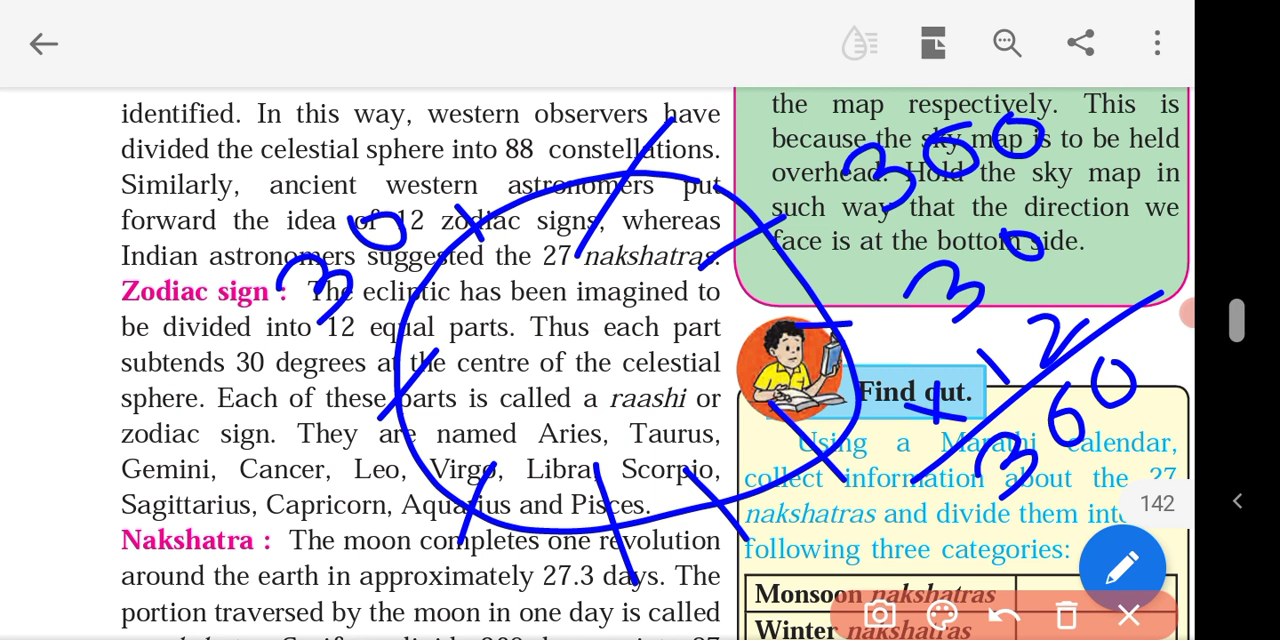 identified. In this way, western observers have
divided the celestial sphere into 88 constellations.
Similarly, ancient western astronomers put
forward the idea of 12 zodiac signs, whereas
Indian astronomers suggested the 27 nakshatras.
Zodiac sign : The ecliptic has been imagined to
be divided into 12 equal parts. Thus each part
subtends 30 degrees at the centre of the celestial
sphere. Each of these parts is called a raashi or
zodiac sign. They are named Aries, Taurus,
Gemini, Cancer, Leo, Virgo, Libra, Scorpio,
Sagittarius, Capricorn, Aquarius and Pisces.
Nakshatra : The moon completes one revolution
around the earth in approximately 27.3 days. The
portion traversed by the moon in one day is called
the map respectively. This is
because the sky map is to be held
overhead. Hold the sky map in
such way that the direction we
face is at the bottom side.
Find out.
Using a Marathi calendar,
collect information about the 27
nakshatras and divide them into
following three categories:
Monsoon nakshatras
Winter nakshatras
142
30
360
30
× 12
360